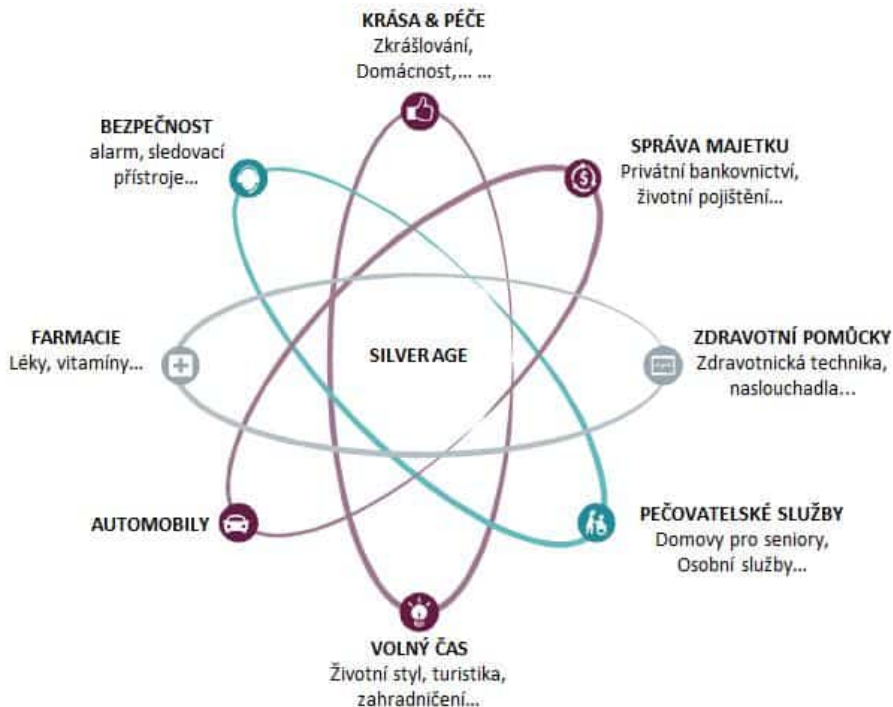 KRÁSA & PÉČE
Zkrášlování,
Domácnost,... ...
BEZPEČNOST
alarm, sledovací
přístroje...
SPRÁVA MAJETKU
Privátní bankovnictví,
životní pojištění...
FARMACIE
Léky, vitamíny...
SILVER AGE
ZDRAVOTNÍ POMŮCKY
Zdravotnická technika,
naslouchadla...
AUTOMOBILY
PEČOVATELSKÉ SLUŽBY
Domovy pro seniory,
Osobní služby...
VOLNÝ ČAS
Životní styl, turistika,
zahradničení...